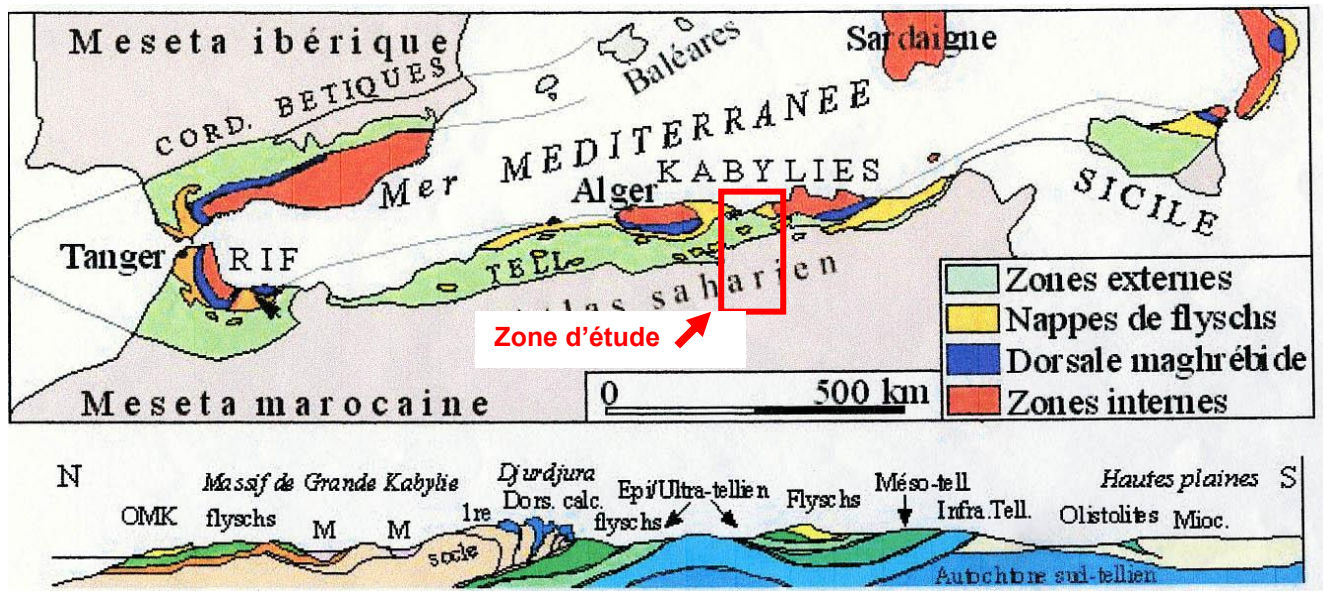 Meseta ibérique
Sardaigne
Baléares
CORD. BETIQUES
Mer MEDITERRANEE
KABYLIES
Alger
SICILE
Tanger
RIF
TELL
las saharien
Zone d'étude
Meseta marocaine
0 500 km
Zones externes
Nappes de flyschs
Dorsale maghrébide
Zones internes
N
Massif de Grande Kabylie
Djurdjura
Hautes plaines
S
OMK
flyschs
M
M
1re
Dors. calc.
flyschs
Epi/Ultra-tellien
Flyschs
Méso-tell
Infra.Tell.
Olistolites
Mioc.
socle
Autochtone sud-tellien